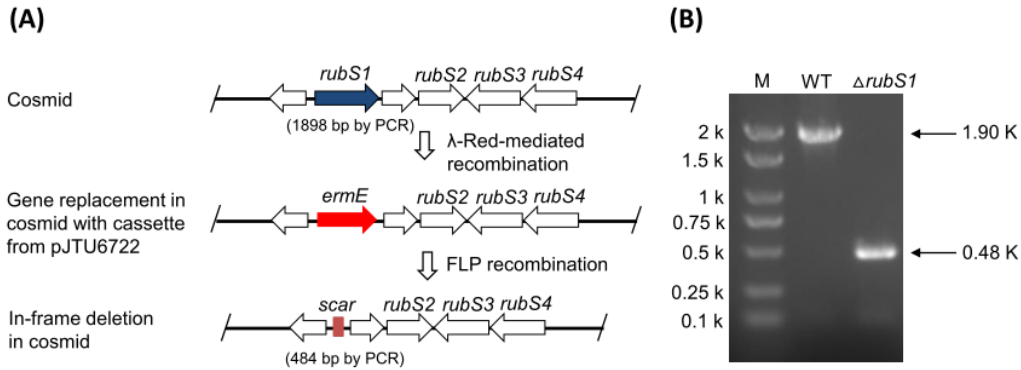 (A)
Cosmid
rubS1 rubS2 rubS3 rubS4
(1898 bp by PCR)
λ-Red-mediated
recombination
Gene replacement in
cosmid with cassette
from pJTU6722
ermE rubS2 rubS3 rubS4
FLP recombination
In-frame deletion
in cosmid
scar rubS2 rubS3 rubS4
(484 bp by PCR)
(B)
M WT △rubS1
2 k
1.5 k
1 k
0.75 k
0.5 k
0.25 k
0.1 k
1.90 K
0.48 K